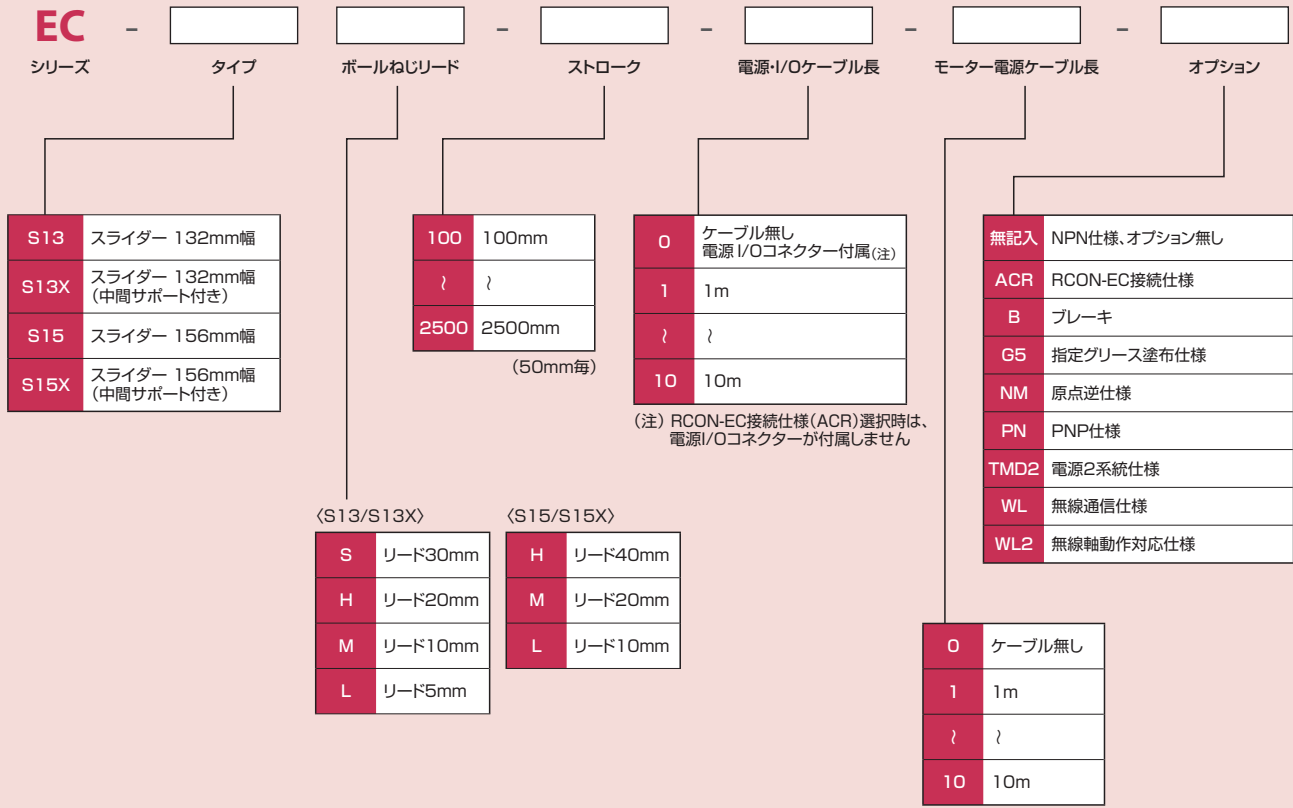 EC - - - - -
シリーズ タイプ ボールねじリード ストローク 電源・I/Oケーブル長 モーター電源ケーブル長 オプション
S13 スライダー 132mm幅
S13X スライダー 132mm幅
(中間サポート付き)
S15 スライダー 156mm幅
S15X スライダー 156mm幅
(中間サポート付き)
100 100mm
〜 〜
2500 2500mm
(50mm毎)
0 ケーブル無し
電源 I/Oコネクター付属(注)
1 1m
〜 〜
10 10m
(注) RCON-EC接続仕様(ACR)選択時は、
電源I/Oコネクターが付属しません
無記入 NPN仕様、オプション無し
ACR RCON-EC接続仕様
B ブレーキ
G5 指定グリース塗布仕様
NM 原点逆仕様
PN PNP仕様
TMD2 電源2系統仕様
WL 無線通信仕様
WL2 無線軸動作対応仕様
〈S13/S13X〉
S リード30mm
H リード20mm
M リード10mm
L リード5mm
〈S15/S15X〉
H リード40mm
M リード20mm
L リード10mm
0 ケーブル無し
1 1m
〜 〜
10 10m